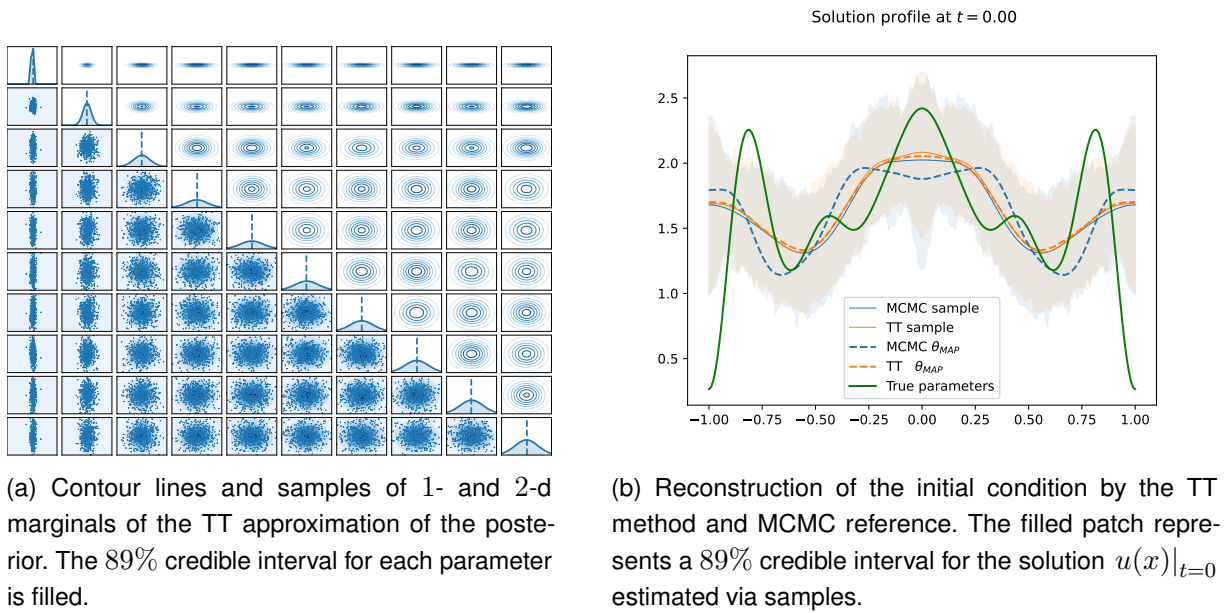 Solution profile at t = 0.00
2.5
2.0
1.5
1.0
0.5
MCMC sample
TT sample
MCMC θ_MAP
TT θ_MAP
True parameters
−1.00 −0.75 −0.50 −0.25 0.00 0.25 0.50 0.75 1.00
(a) Contour lines and samples of 1- and 2-d
marginals of the TT approximation of the poste-
rior. The 89% credible interval for each parameter
is filled.
(b) Reconstruction of the initial condition by the TT
method and MCMC reference. The filled patch repre-
sents a 89% credible interval for the solution u(x)|_{t=0}
estimated via samples.